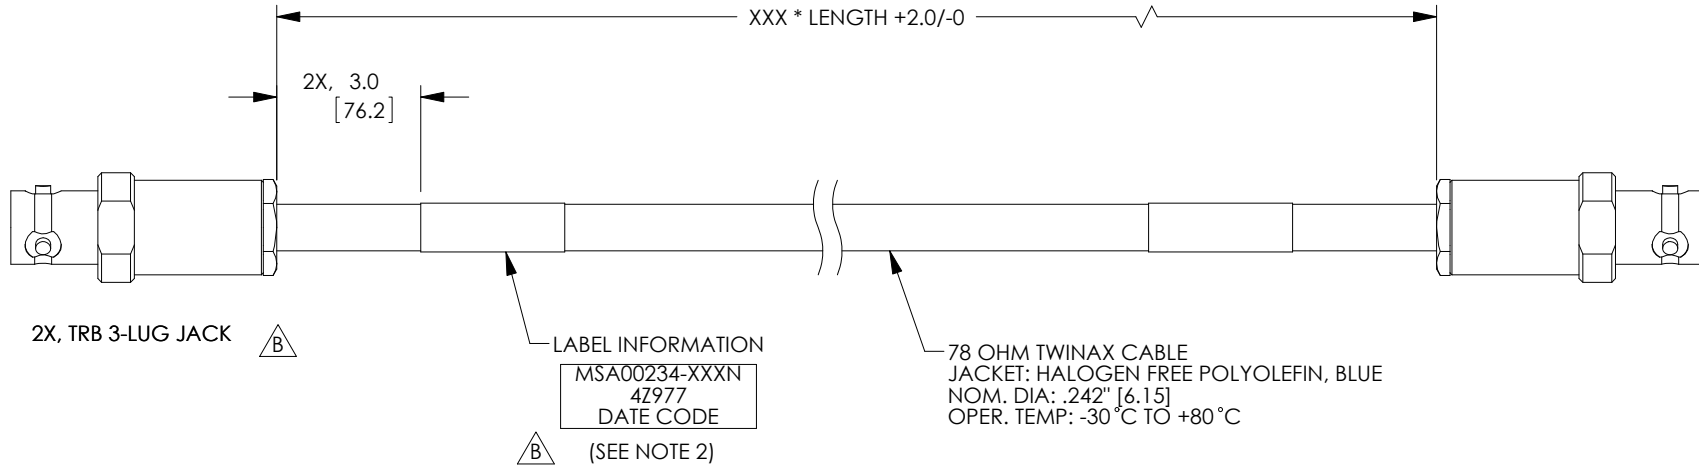 XXX * LENGTH +2.0/-0
2X, 3.0
[76.2]
2X, TRB 3-LUG JACK
B
LABEL INFORMATION
MSA00234-XXXN
4Z977
DATE CODE
B
(SEE NOTE 2)
78 OHM TWINAX CABLE
JACKET: HALOGEN FREE POLYOLEFIN, BLUE
NOM. DIA: .242" [6.15]
OPER. TEMP: -30°C TO +80°C